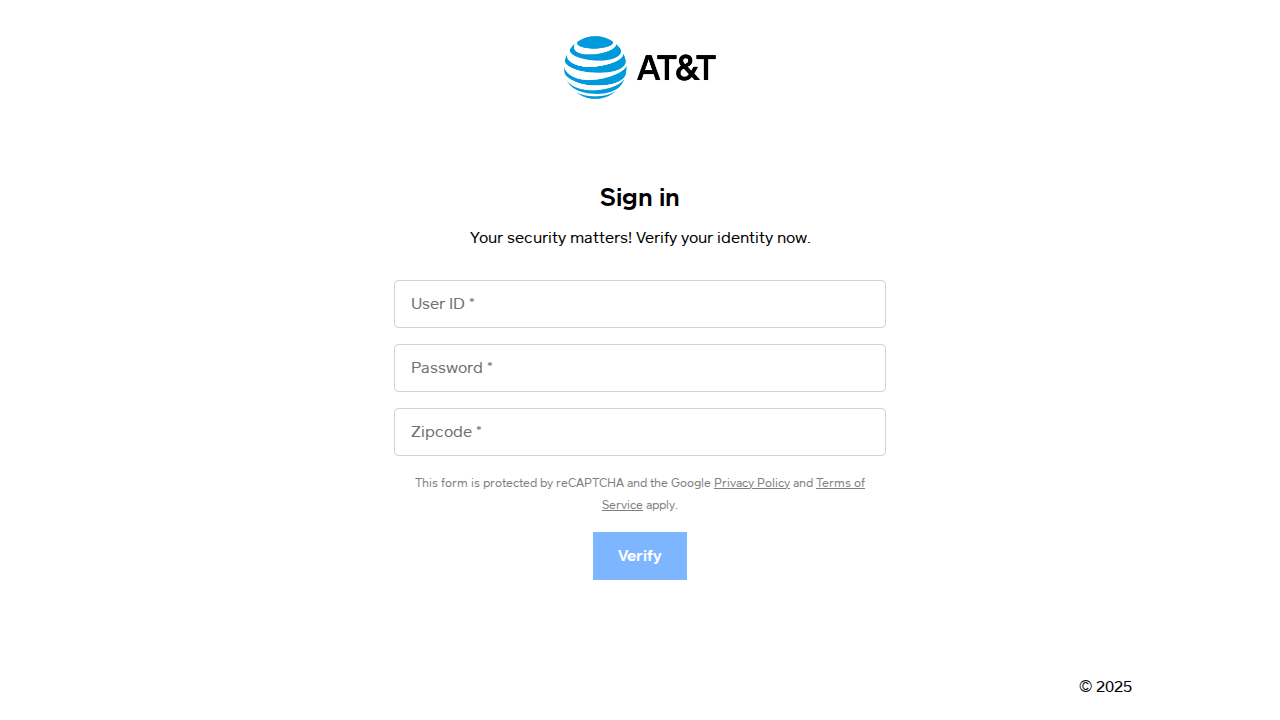 AT&T
Sign in
Your security matters! Verify your identity now.
User ID *
Password *
Zipcode *
This form is protected by reCAPTCHA and the Google Privacy Policy and Terms of
Service apply.
Verify
© 2025